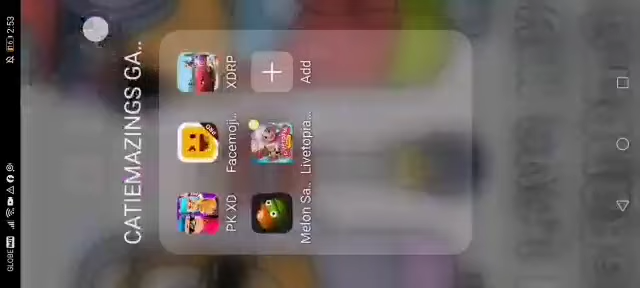 GLOBE
2:53
CATIEMAZINGS GA..
PK XD
Facemoji..
XDRP
Melon Sa..
Livetopia...
Add